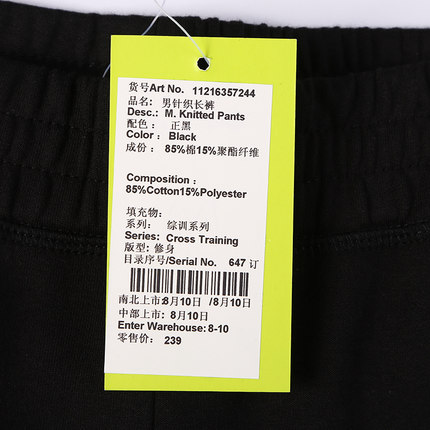 货号Art No. 11216357244
品名: 男针织长裤
Desc.: M. Knitted Pants
配色: 正黑
Color: Black
成份: 85%棉15%聚酯纤维
Composition:
85%Cotton15%Polyester
填充物:
系列: 综训系列
Series: Cross Training
版型: 修身
目录序号/Serial No. 647 订
南北上市:8月10日 /8月10日
中部上市: 8月10日
Enter Warehouse: 8-10
零售价: 239